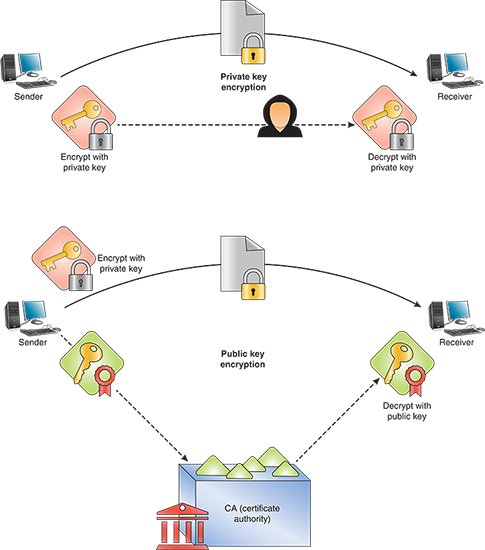 Private key
encryption
Sender
Receiver
Encrypt with
private key
Decrypt with
private key
Encrypt with
private key
Sender
Receiver
Public key
encryption
Decrypt with
public key
CA (certificate
authority)